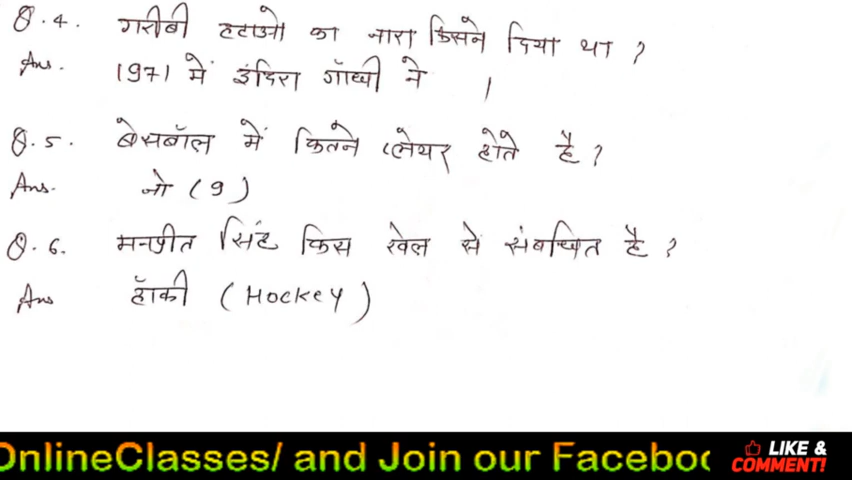 Q.4. गरीबी हटाओ का नारा किसने दिया था ?
Ans. 1971 में इंदिरा गाँधी ने ।
Q.5. बेसबॉल में कितने प्लेयर होते है ?
Ans. नो (9)
Q.6. मनप्रीत सिंह किस खेल से संबधित है ?
Ans हॉकी (Hockey)
OnlineClasses/ and Join our Faceboo
LIKE &
COMMENT!